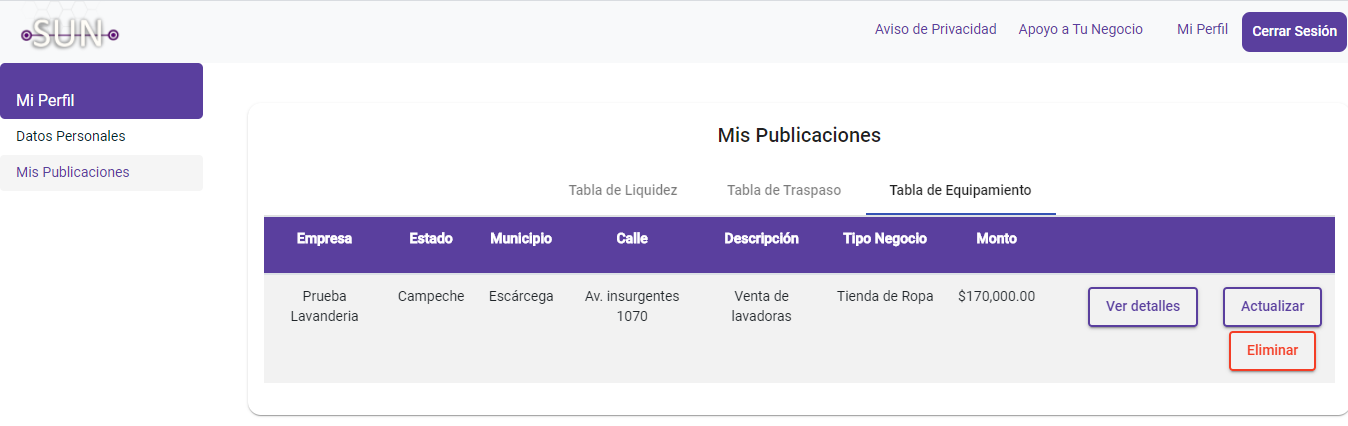 SUN
Aviso de Privacidad Apoyo a Tu Negocio Mi Perfil Cerrar Sesión
Mi Perfil
Datos Personales
Mis Publicaciones
Mis Publicaciones
Tabla de Liquidez Tabla de Traspaso Tabla de Equipamiento
Empresa Estado Municipio Calle Descripción Tipo Negocio Monto
Prueba Campeche Escárcega Av. insurgentes Venta de Tienda de Ropa $170,000.00 Ver detalles Actualizar
Lavanderia 1070 lavadoras
Eliminar